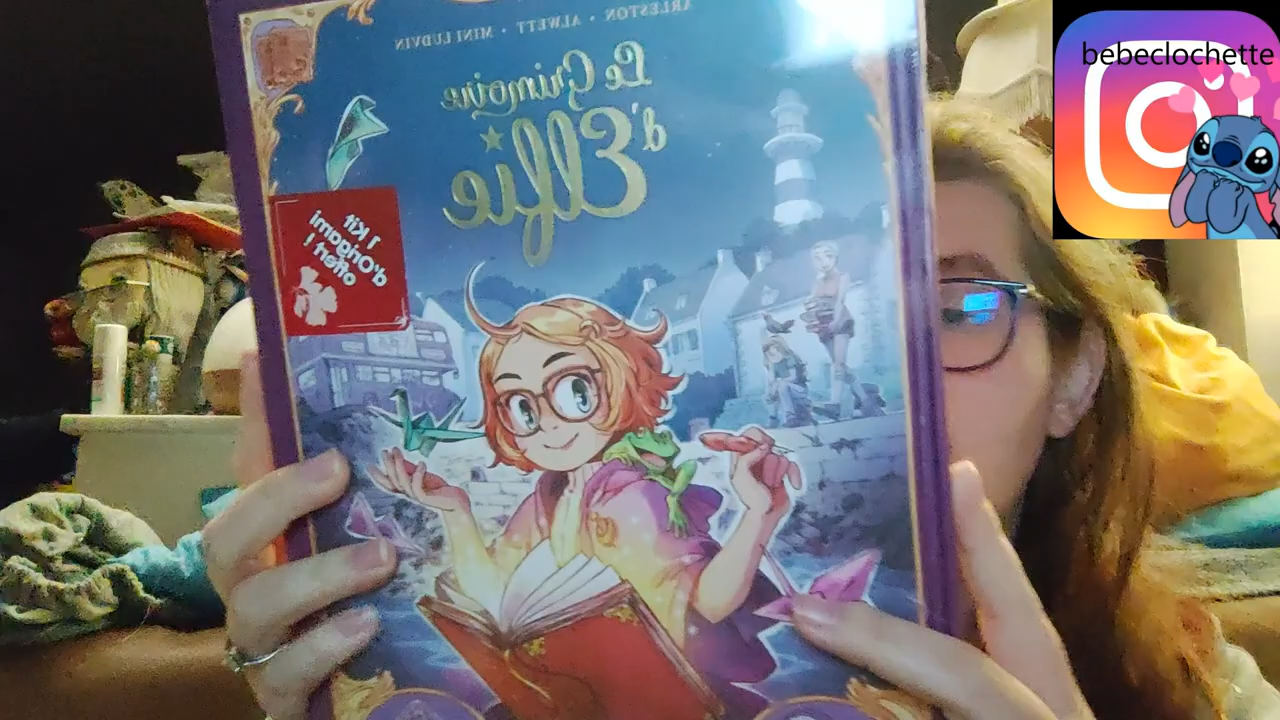 ARLESTON • ALWETT • MINI LUDVIN
Le Grimoire
d'Elfie
1 Kit
d'Origami
offert !
bebeclochette